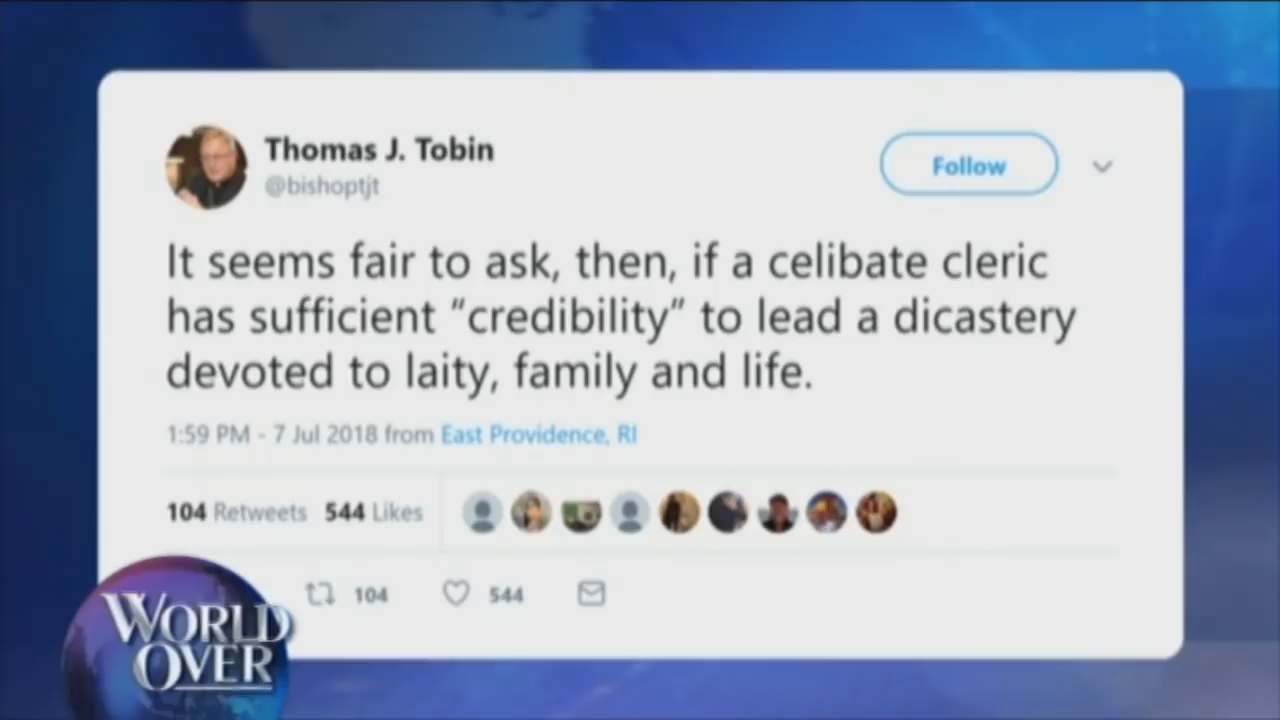 Thomas J. Tobin
@bishoptjt
Follow
It seems fair to ask, then, if a celibate cleric
has sufficient “credibility” to lead a dicastery
devoted to laity, family and life.
1:59 PM - 7 Jul 2018 from East Providence, RI
104 Retweets 544 Likes
104 544
WORLD
OVER